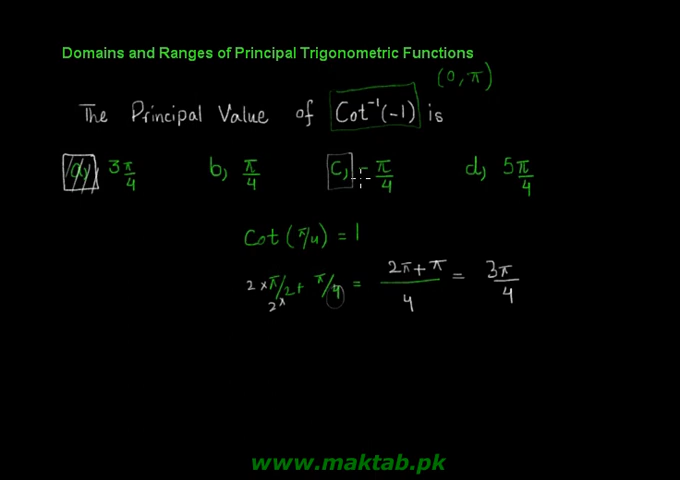 Domains and Ranges of Principal Trigonometric Functions
(0, π)
The Principal Value of Cot⁻¹(-1) is
a) 3π/4 b) π/4 c) -π/4 d) 5π/4
Cot (π/4) = 1
2×π/2×2 + π/4 = 2π+π/4 = 3π/4
www.maktab.pk